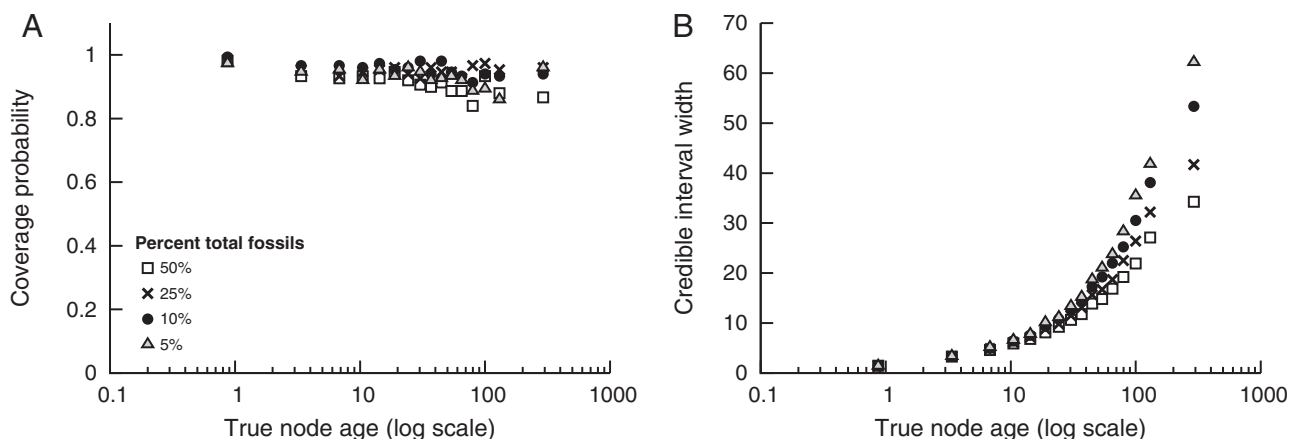 A
Coverage probability
1
0.8
0.6
0.4
0.2
0
Percent total fossils
50%
25%
10%
5%
0.1 1 10 100 1000
True node age (log scale)
B
Credible interval width
70
60
50
40
30
20
10
0
0.1 1 10 100 1000
True node age (log scale)